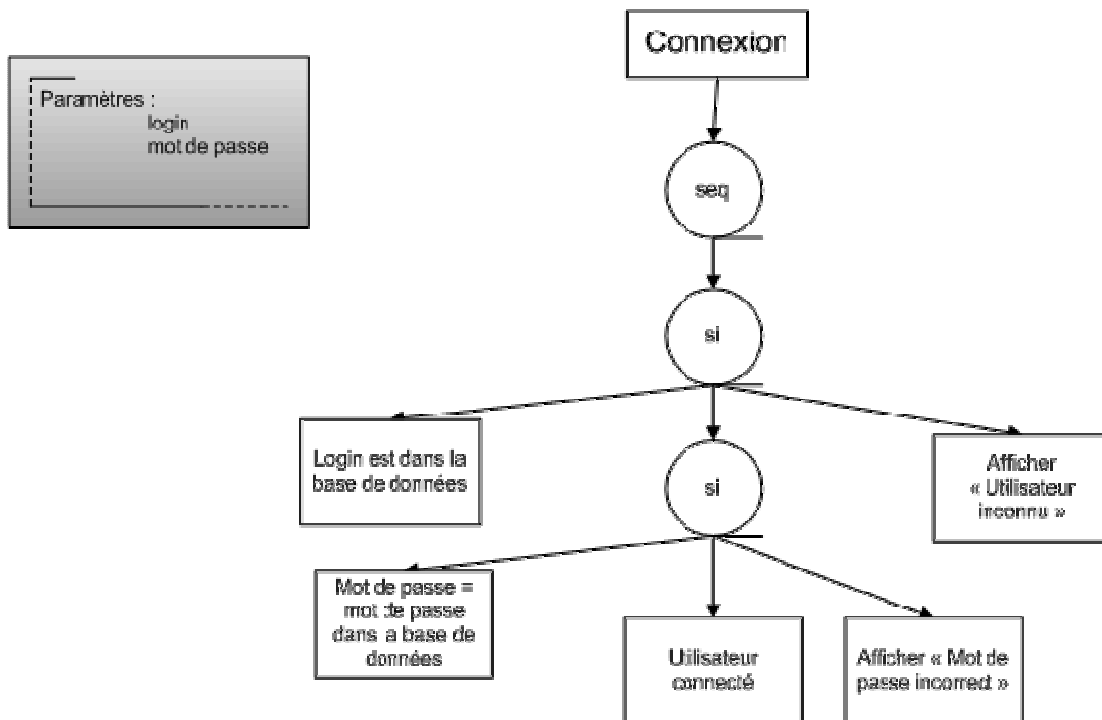 Connexion
Paramètres :
login
mot de passe
seq
si
Login est dans la
base de données
si
Afficher
« Utilisateur
inconnu »
Mot de passe =
mot de passe
dans la base de
données
Utilisateur
connecté
Afficher « Mot de
passe incorrect »